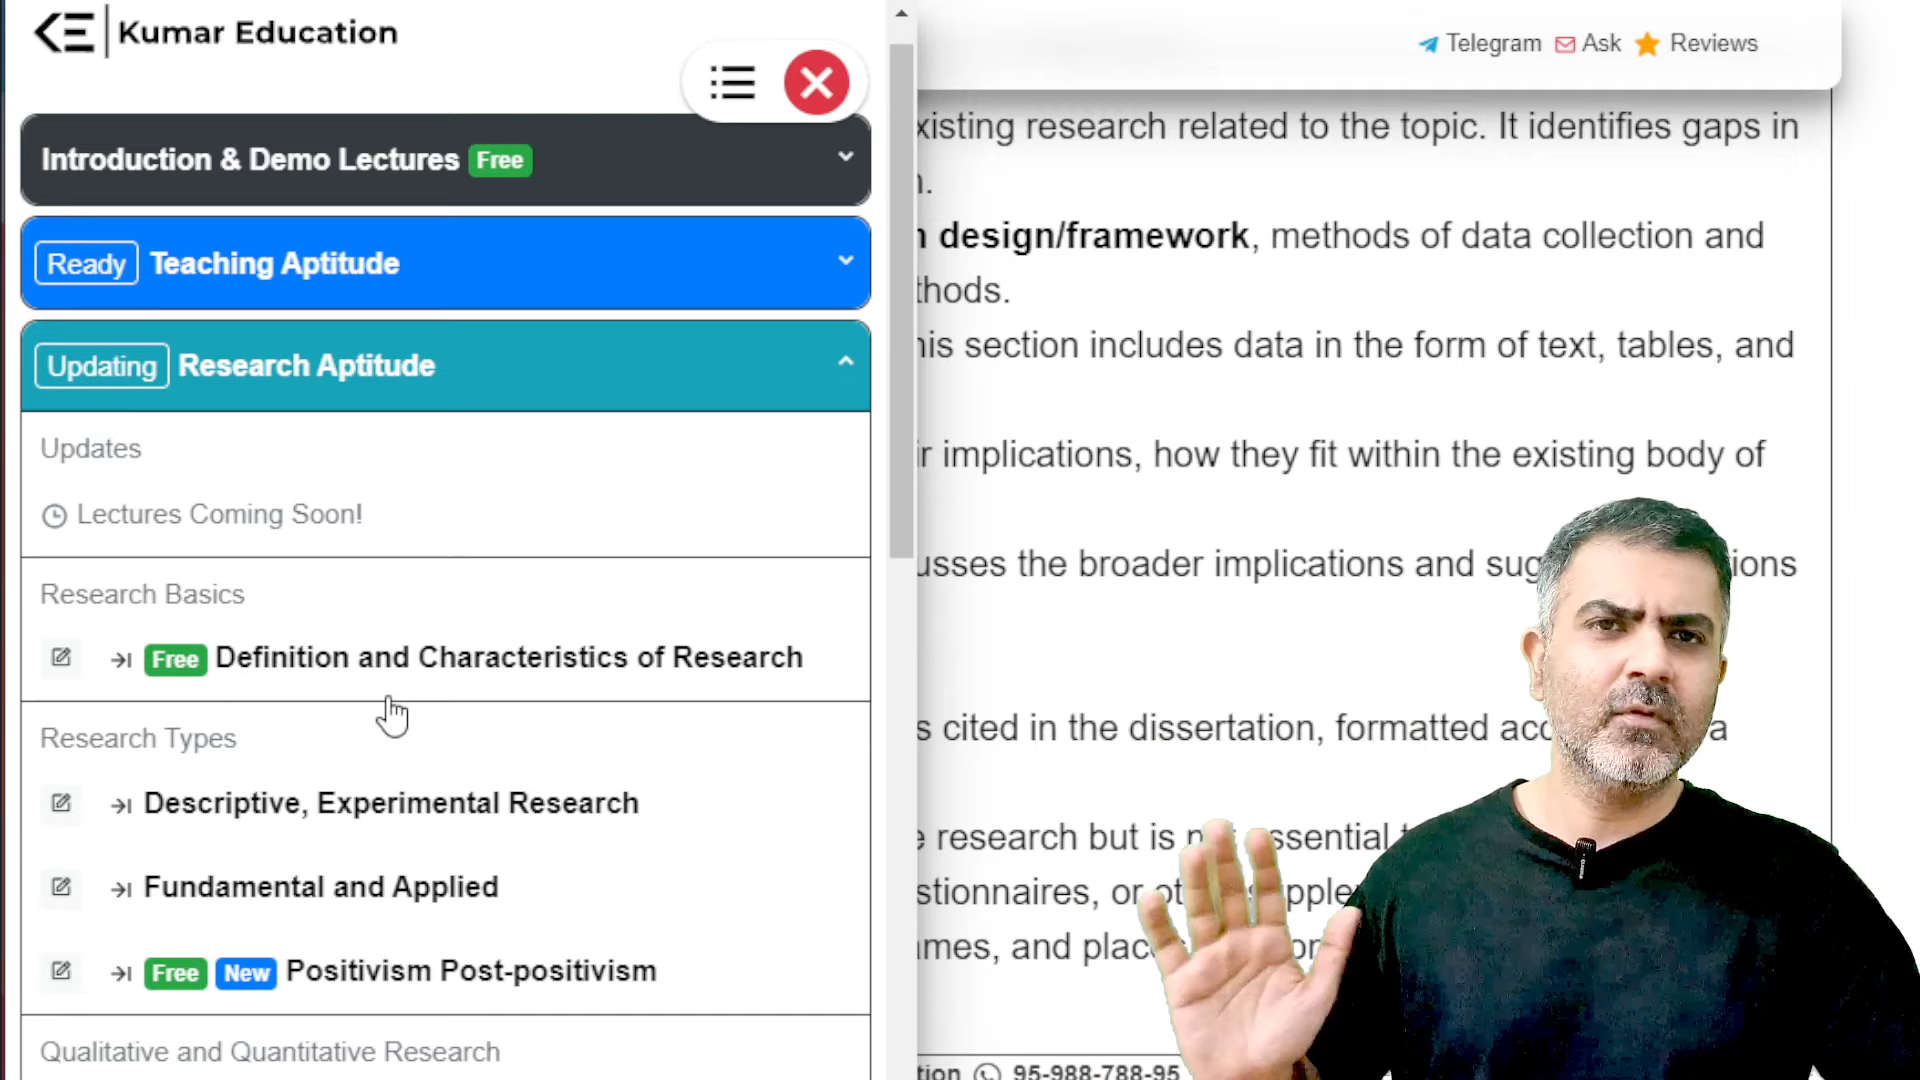 Kumar Education
Telegram Ask Reviews
Introduction & Demo Lectures Free
Ready Teaching Aptitude
Updating Research Aptitude
Updates
Lectures Coming Soon!
Research Basics
Free Definition and Characteristics of Research
Research Types
Descriptive, Experimental Research
Fundamental and Applied
Free New Positivism Post-positivism
Qualitative and Quantitative Research
existing research related to the topic. It identifies gaps in
design/framework, methods of data collection and
thods.
his section includes data in the form of text, tables, and
r implications, how they fit within the existing body of
usses the broader implications and sug ions
s cited in the dissertation, formatted acc a
e research but is essential
stionnaires, or
ames, and
tion 95-988-788-95